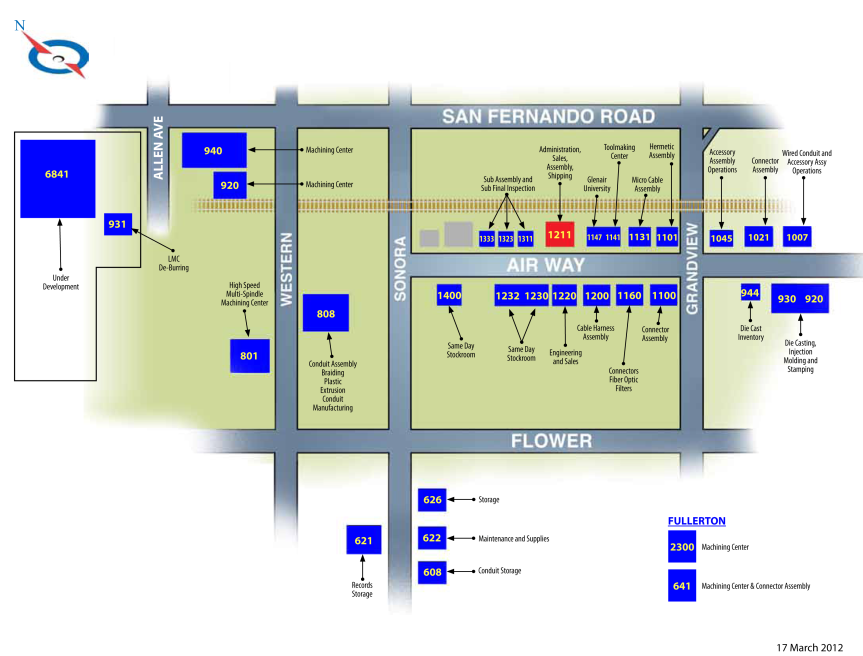 N
SAN FERNANDO ROAD
ALLEN AVE
940
Machining Center
920
Machining Center
6841
931
Under
Development
LMC
De-Burring
Sub Assembly and
Sub Final Inspection
Administration,
Sales,
Assembly,
Shipping
Glenair
University
Toolmaking
Center
Micro Cable
Assembly
Hermetic
Assembly
Accessory
Assembly
Operations
Connector
Assembly
Wired Conduit and
Accessory Assy
Operations
1333
1323
1311
1211
1147
1141
1131
1101
1045
1021
1007
WESTERN
SONORA
GRANDVIEW
AIR WAY
High Speed
Multi-Spindle
Machining Center
801
808
Conduit Assembly
Braiding
Plastic
Extrusion
Conduit
Manufacturing
1400
1232
1230
1220
1200
1160
1100
944
930
920
Same Day
Stockroom
Same Day
Stockroom
Engineering
and Sales
Cable Harness
Assembly
Connectors
Fiber Optic
Filters
Connector
Assembly
Die Cast
Inventory
Die Casting,
Injection
Molding and
Stamping
FLOWER
626
Storage
621
Records
Storage
622
Maintenance and Supplies
608
Conduit Storage
FULLERTON
2300
Machining Center
641
Machining Center & Connector Assembly
17 March 2012